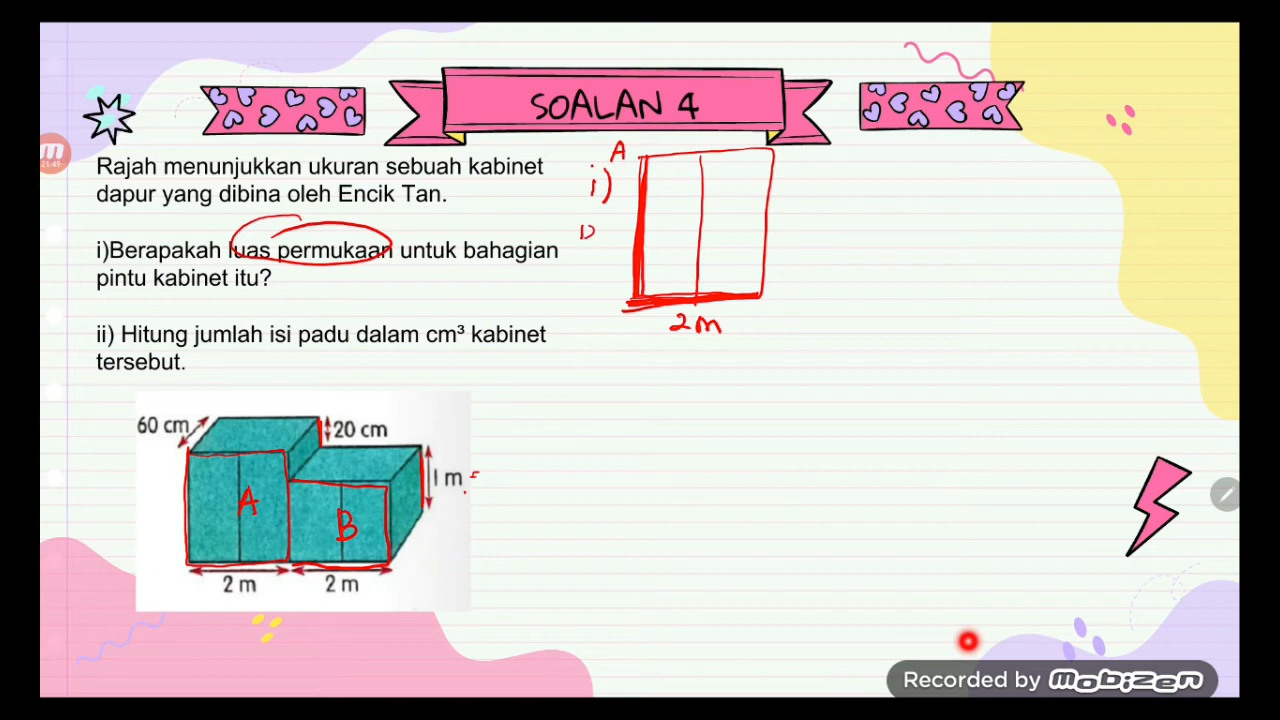 SOALAN 4
21:49
Rajah menunjukkan ukuran sebuah kabinet
dapur yang dibina oleh Encik Tan.
i)Berapakah luas permukaan untuk bahagian
pintu kabinet itu?
ii) Hitung jumlah isi padu dalam cm³ kabinet
tersebut.
A
i)
2m
60 cm
20 cm
1 m
A
B
2 m
2 m
Recorded by mobizen